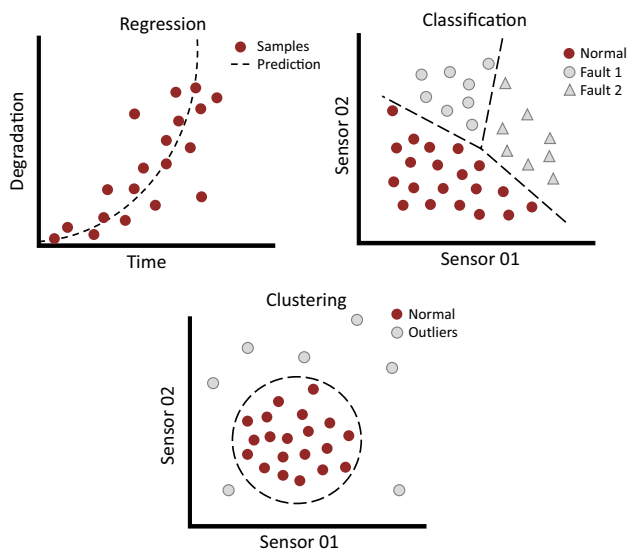 Regression
Samples
Prediction
Degradation
Time
Classification
Normal
Fault 1
Fault 2
Sensor 02
Sensor 01
Clustering
Normal
Outliers
Sensor 02
Sensor 01